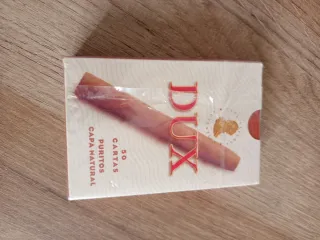 DUX
50
CARTAS
PURITOS
CAPA NATURAL